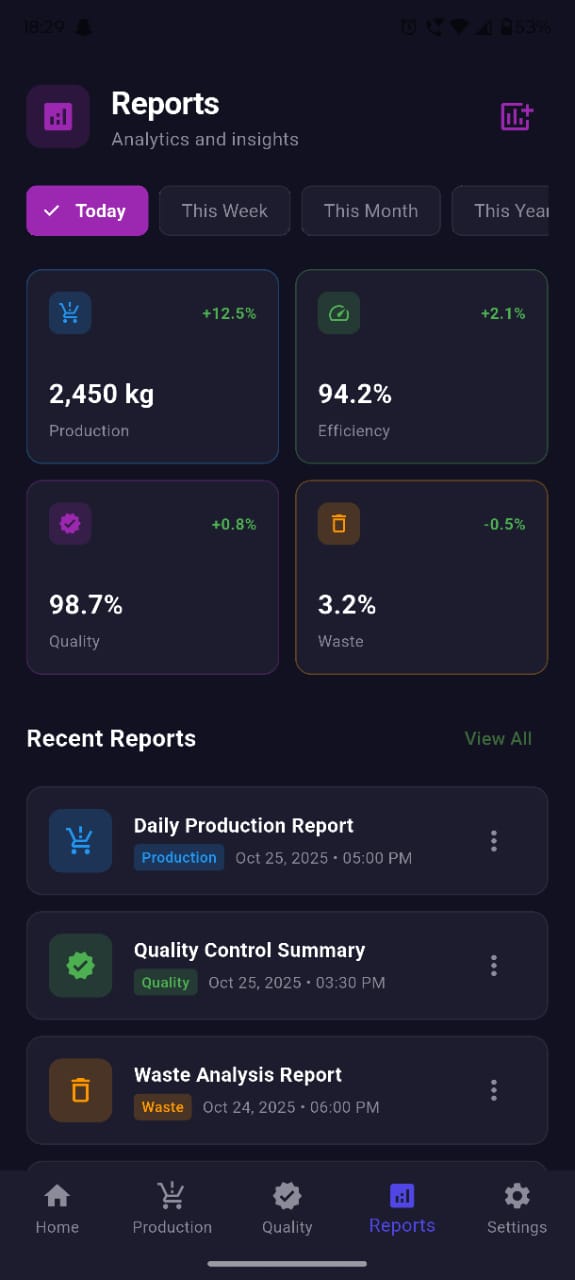 18:29
53%
Reports
Analytics and insights
Today
This Week
This Month
This Year
+12.5%
2,450 kg
Production
+2.1%
94.2%
Efficiency
+0.8%
98.7%
Quality
-0.5%
3.2%
Waste
Recent Reports
View All
Daily Production Report
Production Oct 25, 2025 • 05:00 PM
Quality Control Summary
Quality Oct 25, 2025 • 03:30 PM
Waste Analysis Report
Waste Oct 24, 2025 • 06:00 PM
Home
Production
Quality
Reports
Settings